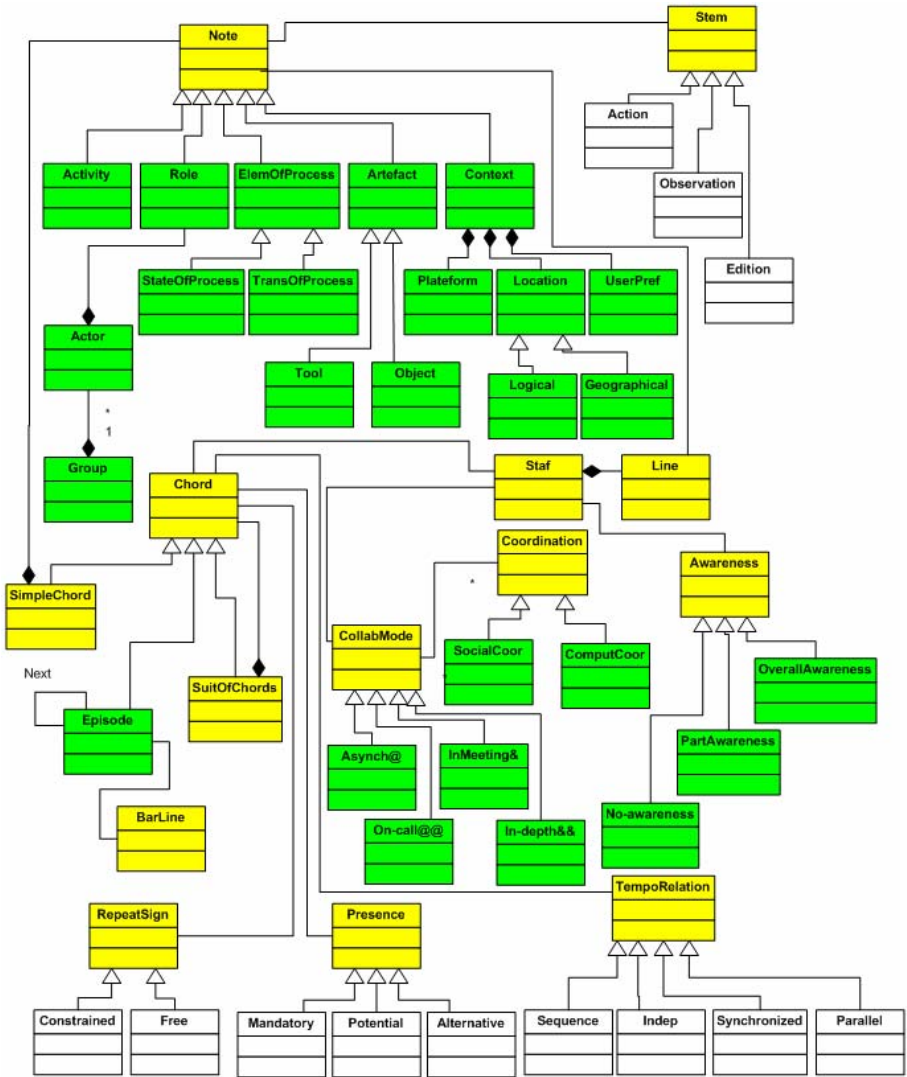 Stem
Note
Action
Activity
Role
ElemOfProcess
Artefact
Context
Observation
Edition
StateOfProcess
TransOfProcess
Plateform
Location
UserPref
Actor
Tool
Object
Logical
Geographical
*
1
Group
Chord
Staf
Line
Coordination
*
Awareness
SimpleChord
CollabMode
SocialCoor
ComputCoor
OverallAwareness
Next
SuitOfChords
Episode
PartAwareness
Asynch@
InMeeting&
No-awareness
BarLine
On-call@@
In-depth&&
TempoRelation
RepeatSign
Presence
Constrained
Free
Mandatory
Potential
Alternative
Sequence
Indep
Synchronized
Parallel